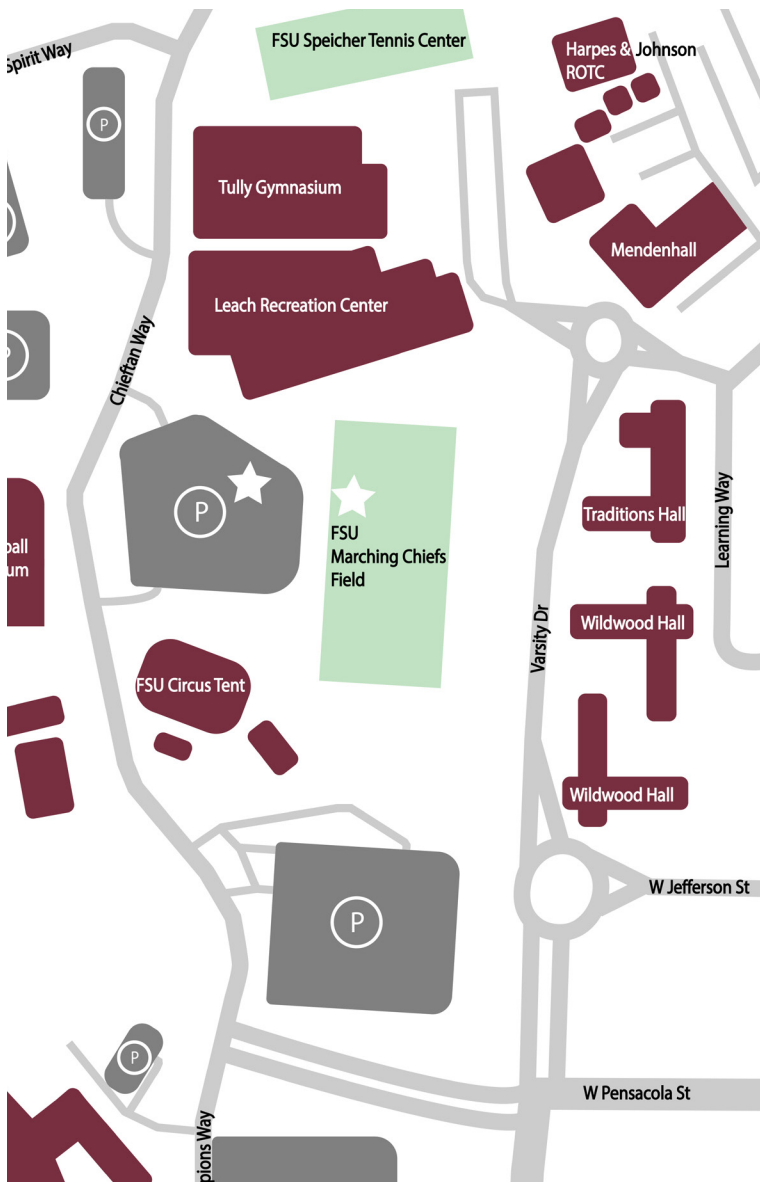 FSU Speicher Tennis Center
Harpes & Johnson
ROTC
Spirit Way
P
Tully Gymnasium
Mendenhall
Leach Recreation Center
P
Chieftan Way
P
Traditions Hall
Learning Way
FSU
Marching Chiefs
Field
Wildwood Hall
Varsity Dr
FSU Circus Tent
Wildwood Hall
W Jefferson St
P
P
W Pensacola St
Way